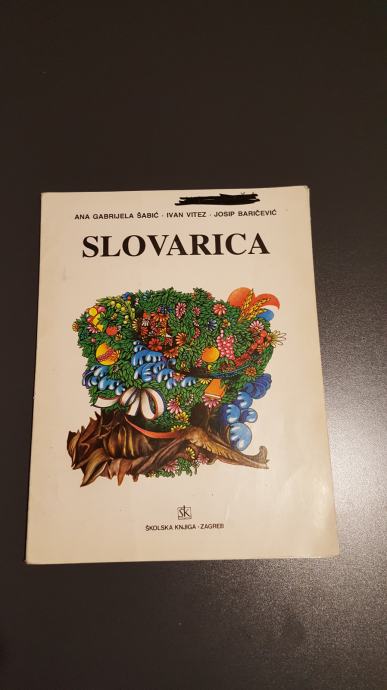 ANA GABRIJELA ŠABIĆ · IVAN VITEZ · JOSIP BARIČEVIĆ
SLOVARICA
ŠK
ŠKOLSKA KNJIGA · ZAGREB